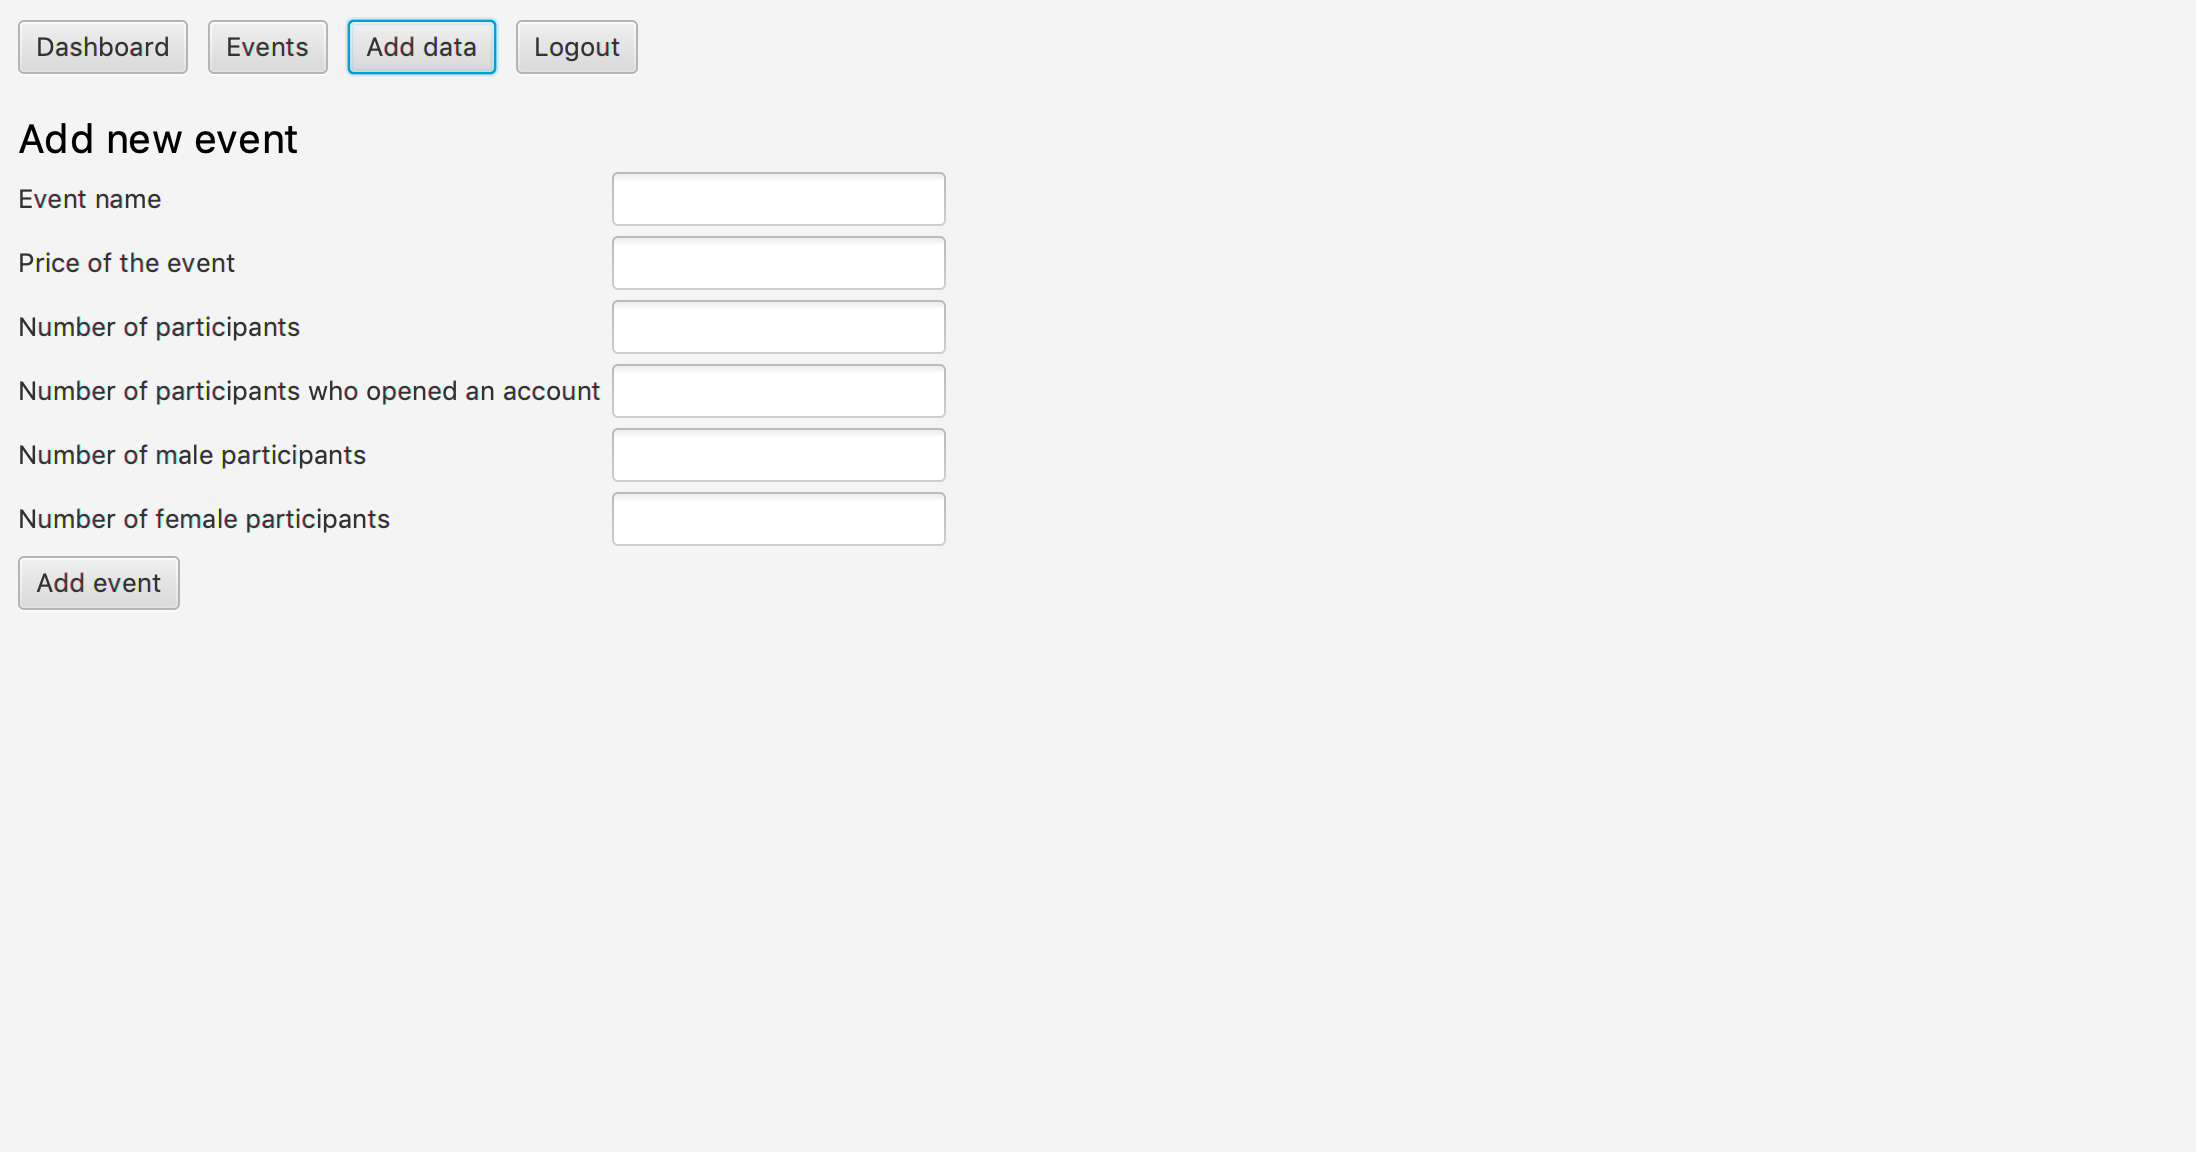 Dashboard Events Add data Logout
Add new event
Event name
Price of the event
Number of participants
Number of participants who opened an account
Number of male participants
Number of female participants
Add event